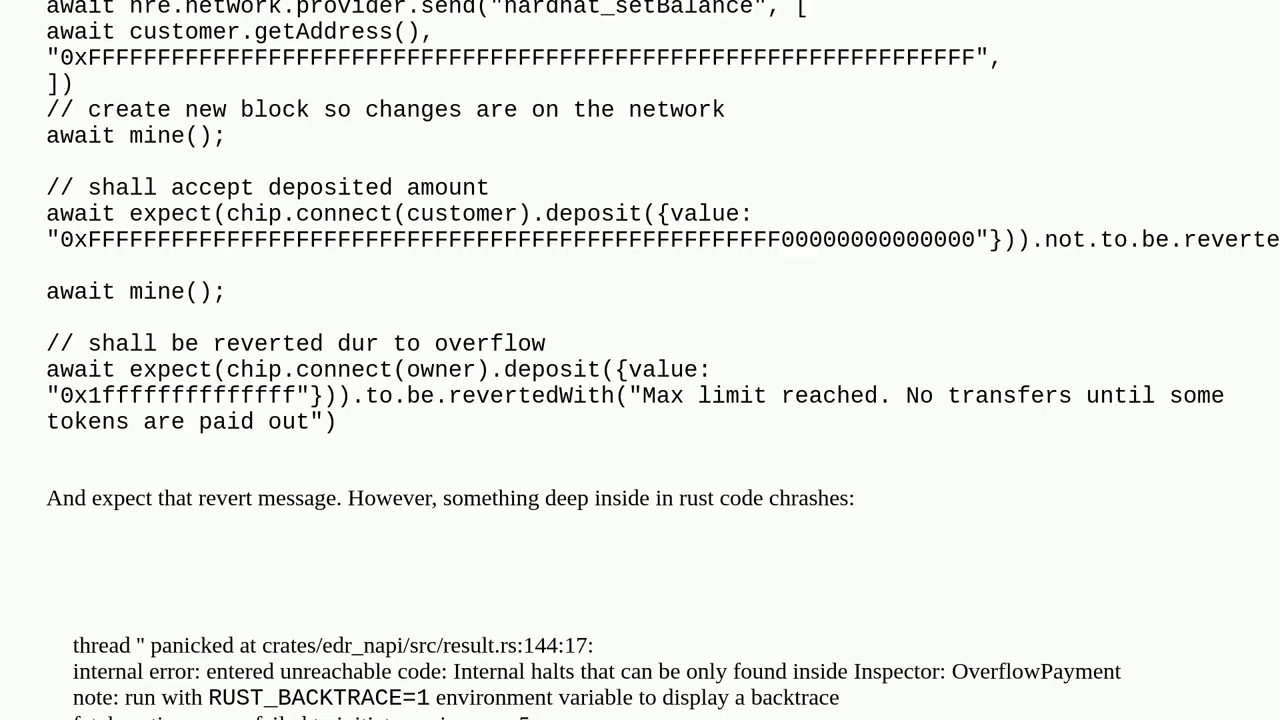 await hre.network.provider.send("hardhat_setBalance", [
await customer.getAddress(),
"0xFFFFFFFFFFFFFFFFFFFFFFFFFFFFFFFFFFFFFFFFFFFFFFFFFFFFFFFFFFFFFFFF",
])
// create new block so changes are on the network
await mine();
// shall accept deposited amount
await expect(chip.connect(customer).deposit({value:
"0xFFFFFFFFFFFFFFFFFFFFFFFFFFFFFFFFFFFFFFFFFFFFFFFFFF00000000000000"})).not.to.be.reverte
await mine();
// shall be reverted dur to overflow
await expect(chip.connect(owner).deposit({value:
"0x1ffffffffffffff"})).to.be.revertedWith("Max limit reached. No transfers until some
tokens are paid out")
And expect that revert message. However, something deep inside in rust code chrashes:
thread '' panicked at crates/edr_napi/src/result.rs:144:17:
internal error: entered unreachable code: Internal halts that can be only found inside Inspector: OverflowPayment
note: run with RUST_BACKTRACE=1 environment variable to display a backtrace